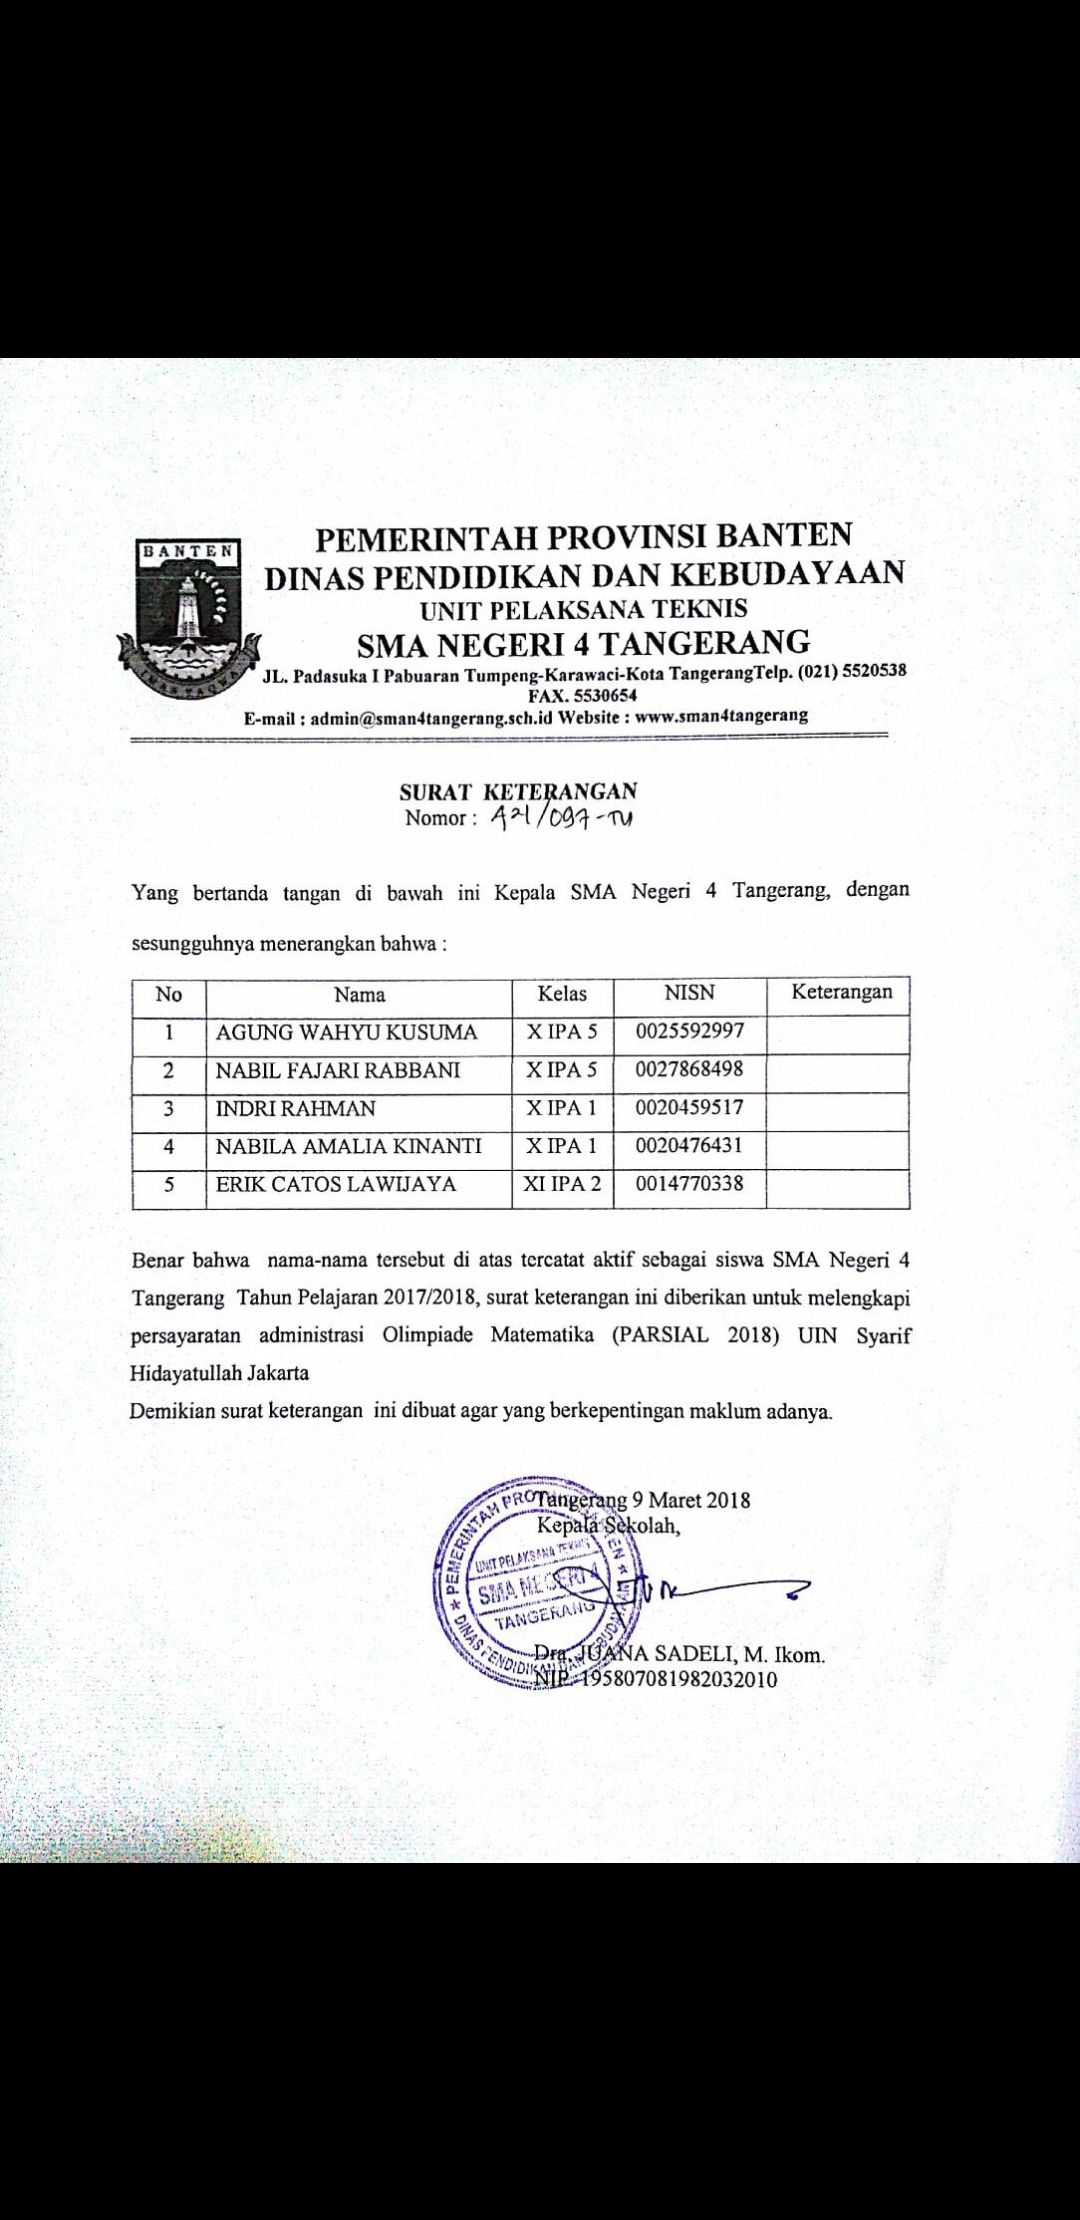 BANTEN
PEMERINTAH PROVINSI BANTEN
DINAS PENDIDIKAN DAN KEBUDAYAAN
UNIT PELAKSANA TEKNIS
SMA NEGERI 4 TANGERANG
JL. Padasuka I Pabuaran Tumpeng-Karawaci-Kota TangerangTelp. (021) 5520538
FAX. 5530654
E-mail : admin@sman4tangerang.sch.id Website : www.sman4tangerang
SURAT KETERANGAN
Nomor : 421/097-TU
Yang bertanda tangan di bawah ini Kepala SMA Negeri 4 Tangerang, dengan
sesungguhnya menerangkan bahwa :
No Nama Kelas NISN Keterangan
1 AGUNG WAHYU KUSUMA X IPA 5 0025592997
2 NABIL FAJARI RABBANI X IPA 5 0027868498
3 INDRI RAHMAN X IPA 1 0020459517
4 NABILA AMALIA KINANTI X IPA 1 0020476431
5 ERIK CATOS LAWIJAYA XI IPA 2 0014770338
Benar bahwa nama-nama tersebut di atas tercatat aktif sebagai siswa SMA Negeri 4
Tangerang Tahun Pelajaran 2017/2018, surat keterangan ini diberikan untuk melengkapi
persayaratan administrasi Olimpiade Matematika (PARSIAL 2018) UIN Syarif
Hidayatullah Jakarta
Demikian surat keterangan ini dibuat agar yang berkepentingan maklum adanya.
Tangerang 9 Maret 2018
Kepala Sekolah,
UNIT PELAKSANA TEKNIS
SMA NEGERI 4
TANGERANG
Dra. JUANA SADELI, M. Ikom.
NIP. 195807081982032010